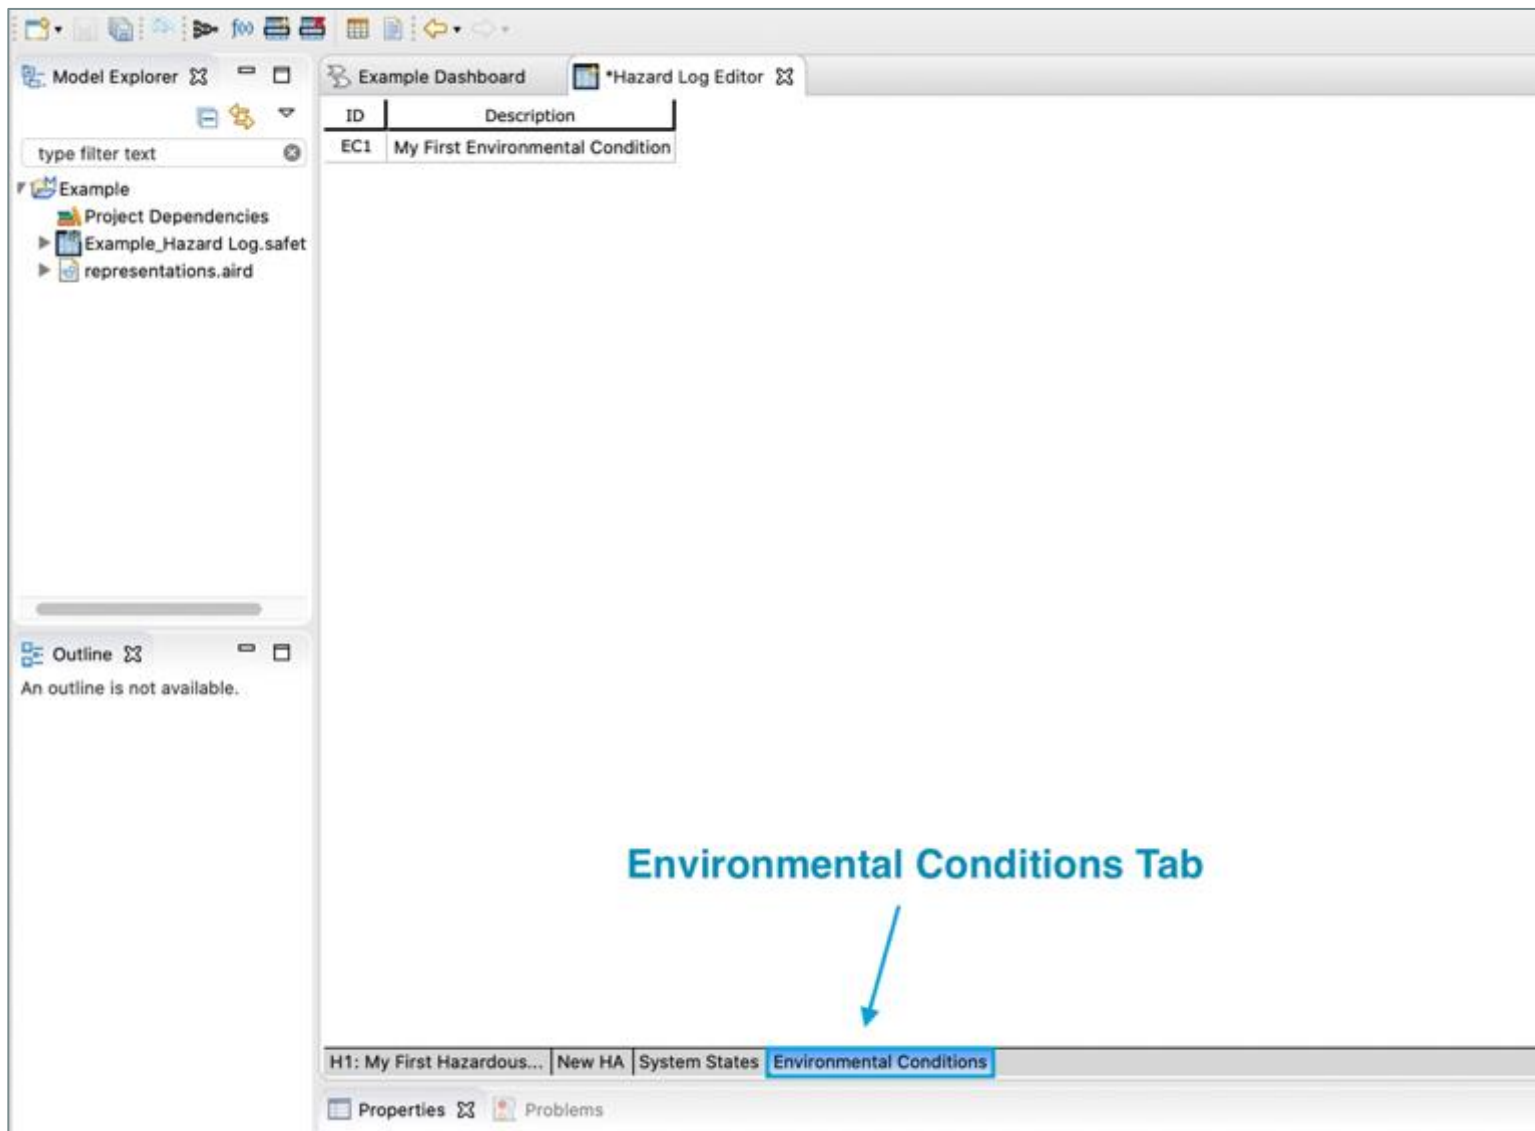 f(x)
Model Explorer
Example Dashboard
*Hazard Log Editor
ID Description
EC1 My First Environmental Condition
type filter text
Example
Project Dependencies
Example_Hazard Log.safet
representations.aird
Outline
An outline is not available.
Environmental Conditions Tab
H1: My First Hazardous... New HA System States Environmental Conditions
Properties Problems